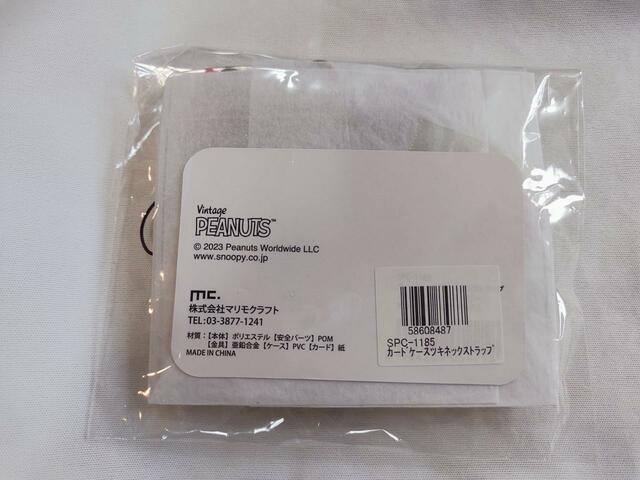 Vintage
PEANUTS™
© 2023 Peanuts Worldwide LLC
www.snoopy.co.jp
mc.
株式会社マリモクラフト
TEL:03-3877-1241
材質：【本体】ポリエステル【安全パーツ】POM
【金具】亜鉛合金【ケース】PVC【カード】紙
MADE IN CHINA
58608487
SPC-1185
ｶｰﾄﾞｹｰｽﾂｷﾈｯｸｽﾄﾗｯﾌﾟ